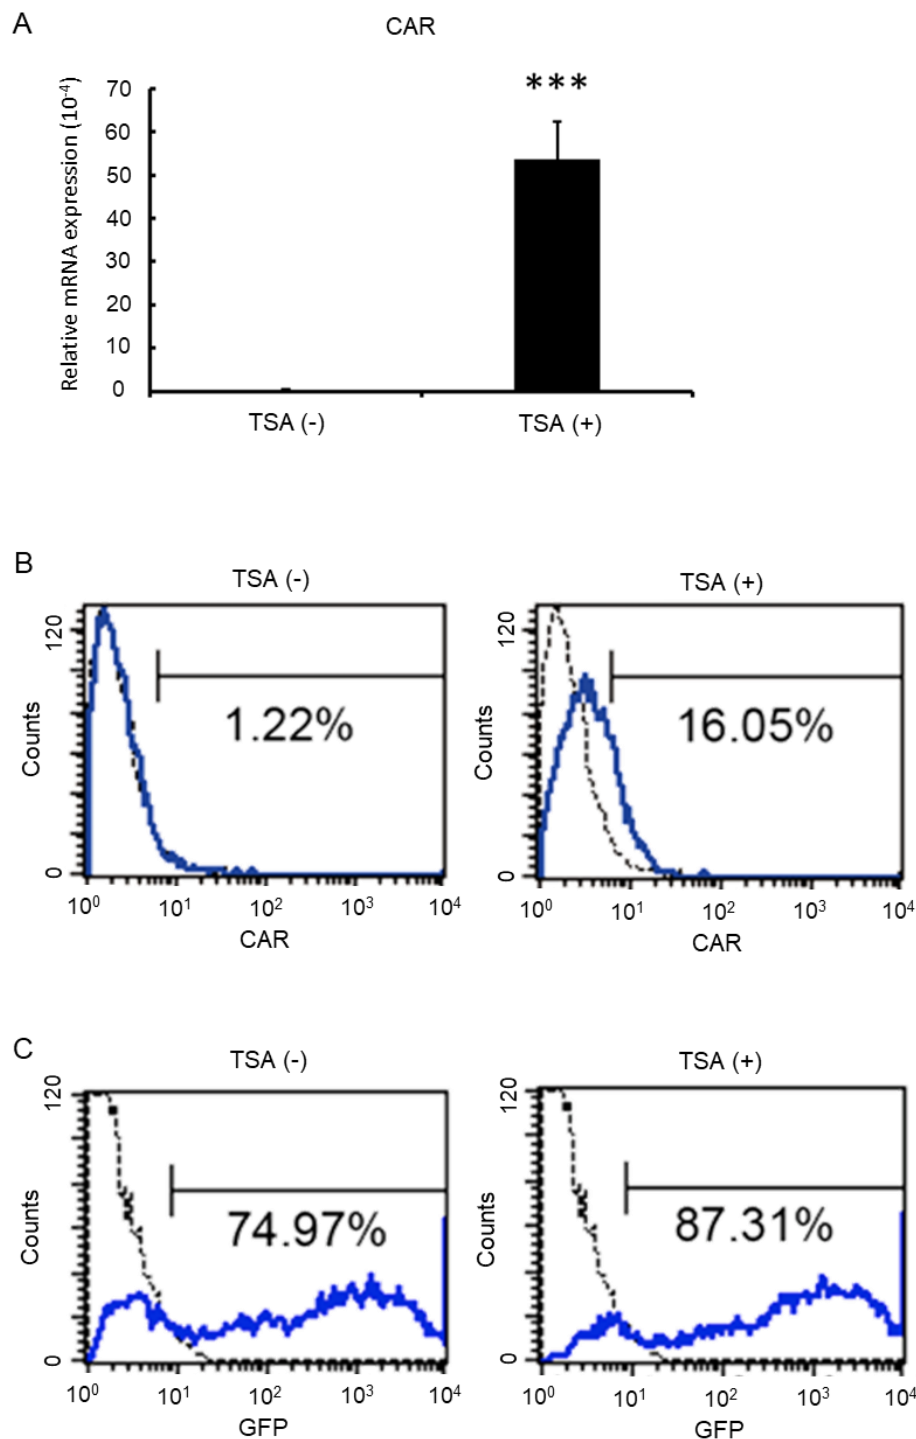 A
CAR
Relative mRNA expression (10-4)
70
60
50
40
30
20
10
0
***
TSA (-)
TSA (+)
B
TSA (-)
TSA (+)
Counts
120
0
1.22%
10⁰ 10¹ 10² 10³ 10⁴
CAR
Counts
120
0
16.05%
10⁰ 10¹ 10² 10³ 10⁴
CAR
C
TSA (-)
TSA (+)
Counts
120
0
74.97%
10⁰ 10¹ 10² 10³ 10⁴
GFP
Counts
120
0
87.31%
10⁰ 10¹ 10² 10³ 10⁴
GFP